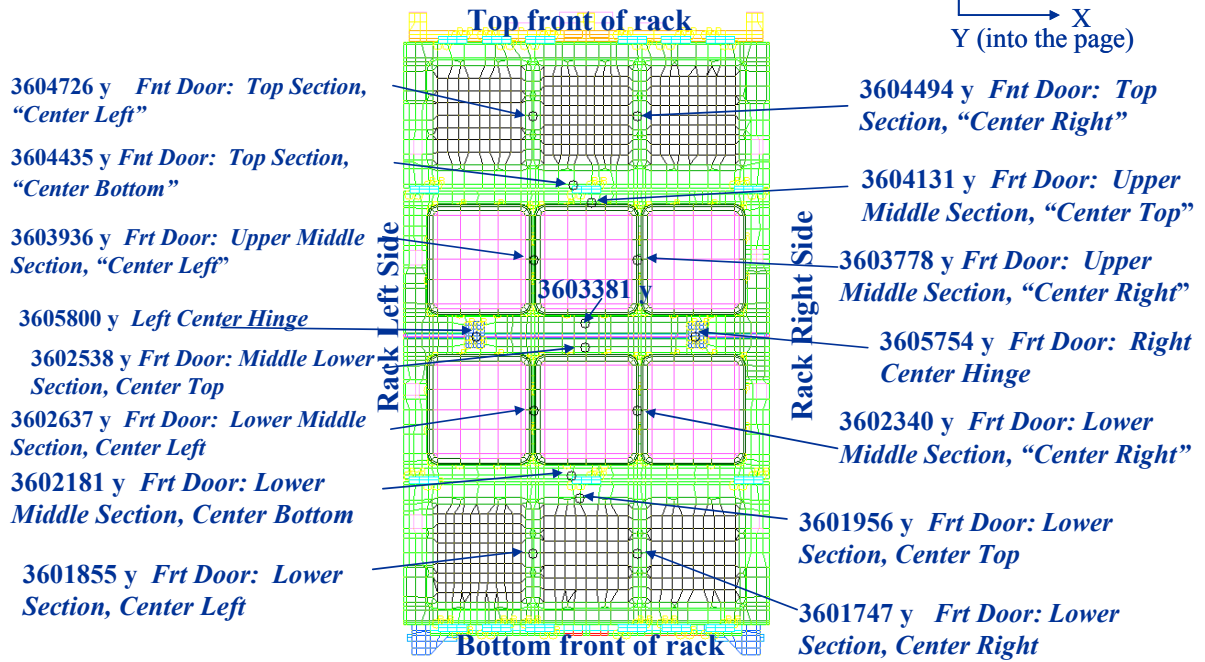 Top front of rack
X
Y (into the page)
3604726 y Fnt Door: Top Section,
“Center Left”
3604435 y Fnt Door: Top Section,
“Center Bottom”
3603936 y Frt Door: Upper Middle
Section, “Center Left”
3605800 y Left Center Hinge
3602538 y Frt Door: Middle Lower
Section, Center Top
3602637 y Frt Door: Lower Middle
Section, Center Left
3602181 y Frt Door: Lower
Middle Section, Center Bottom
3601855 y Frt Door: Lower
Section, Center Left
Rack Left Side
3603381 y
Rack Right Side
3604494 y Fnt Door: Top
Section, “Center Right”
3604131 y Frt Door: Upper
Middle Section, “Center Top”
3603778 y Frt Door: Upper
Middle Section, “Center Right”
3605754 y Frt Door: Right
Center Hinge
3602340 y Frt Door: Lower
Middle Section, “Center Right”
3601956 y Frt Door: Lower
Section, Center Top
3601747 y Frt Door: Lower
Section, Center Right
Bottom front of rack